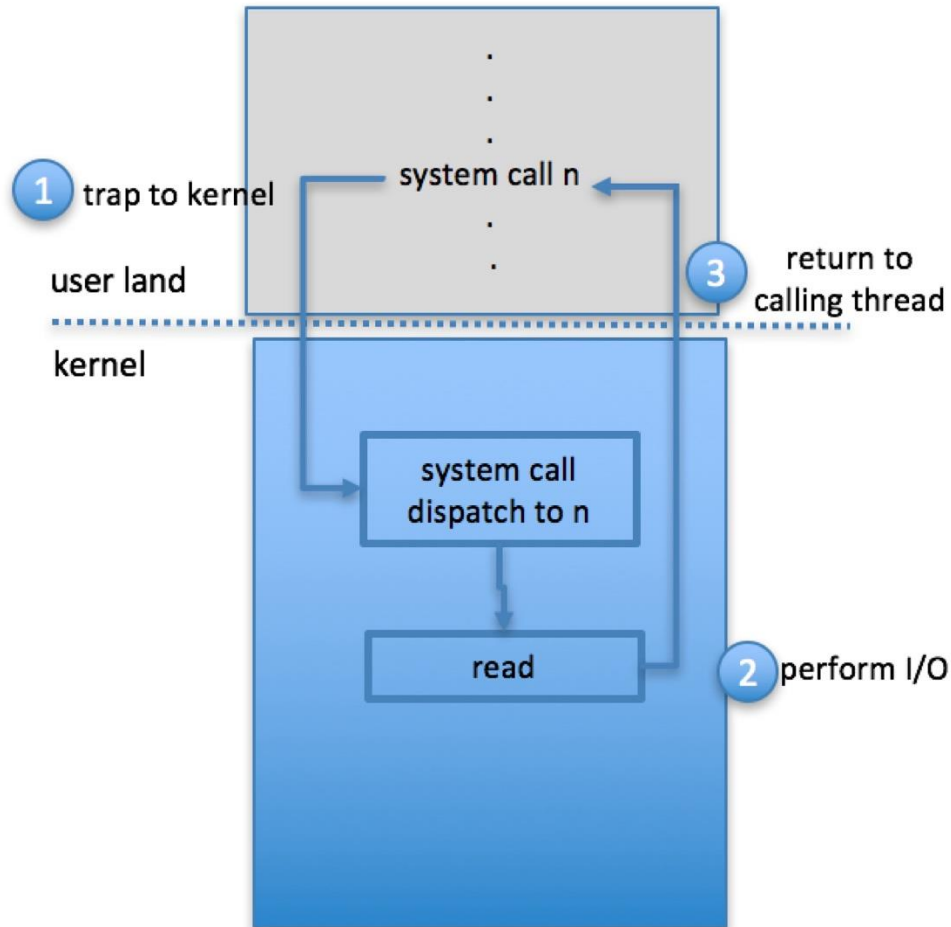 .
.
.
system call n
1 trap to kernel
.
.
3
return to
calling thread
user land
kernel
system call
dispatch to n
read
2 perform I/O